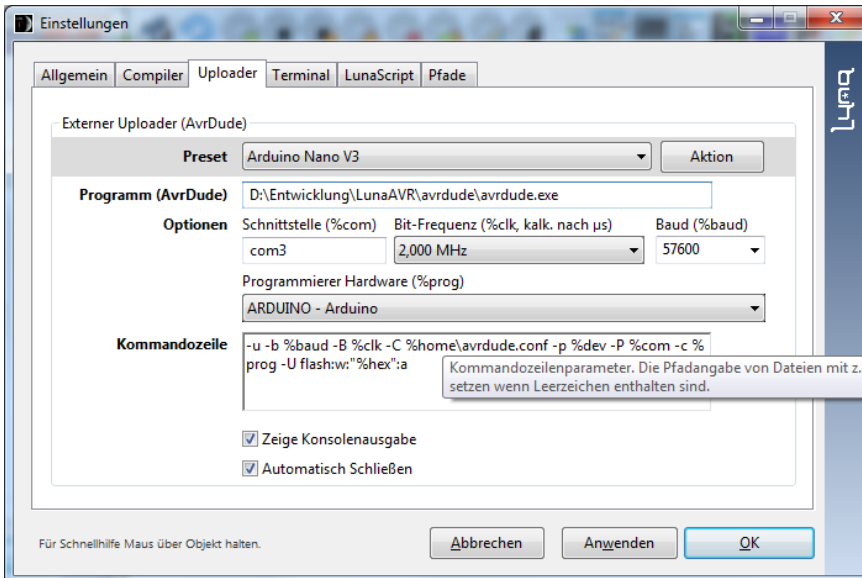 Einstellungen
Allgemein Compiler Uploader Terminal LunaScript Pfade
Externer Uploader (AvrDude)
Preset Arduino Nano V3 Aktion
Programm (AvrDude) D:\Entwicklung\LunaAVR\avrdude\avrdude.exe
Optionen Schnittstelle (%com) Bit-Frequenz (%clk, kalk. nach µs) Baud (%baud)
com3 2,000 MHz 57600
Programmierer Hardware (%prog)
ARDUINO - Arduino
Kommandozeile -u -b %baud -B %clk -C %home\avrdude.conf -p %dev -P %com -c %
prog -U flash:w:"%hex":a
Kommandozeilenparameter. Die Pfadangabe von Dateien mit z.
setzen wenn Leerzeichen enthalten sind.
Zeige Konsolenausgabe
Automatisch Schließen
Für Schnellhilfe Maus über Objekt halten.
Abbrechen Anwenden OK